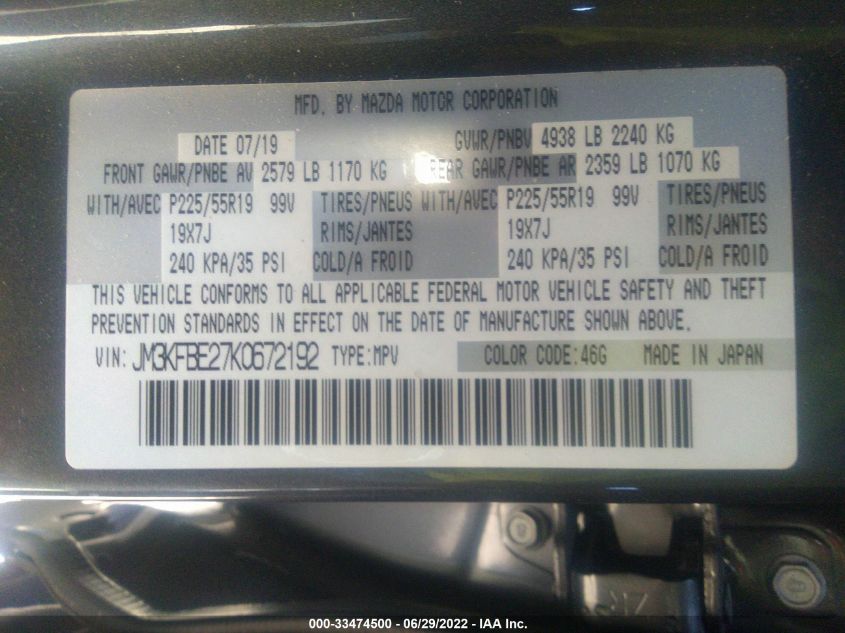 MFD. BY MAZDA MOTOR CORPORATION
DATE 07/19 GVWR/PNBV 4938 LB 2240 KG
FRONT GAWR/PNBE AV 2579 LB 1170 KG REAR GAWR/PNBE AR 2359 LB 1070 KG
WITH/AVEC P225/55R19 99V TIRES/PNEUS WITH/AVEC P225/55R19 99V TIRES/PNEUS
19X7J RIMS/JANTES 19X7J RIMS/JANTES
240 KPA/35 PSI COLD/A FROID 240 KPA/35 PSI COLD/A FROID
THIS VEHICLE CONFORMS TO ALL APPLICABLE FEDERAL MOTOR VEHICLE SAFETY AND THEFT
PREVENTION STANDARDS IN EFFECT ON THE DATE OF MANUFACTURE SHOWN ABOVE.
VIN: JM3KFBE27K0672192 TYPE:MPV COLOR CODE:46G MADE IN JAPAN
000-33474500 - 06/29/2022 - IAA Inc.